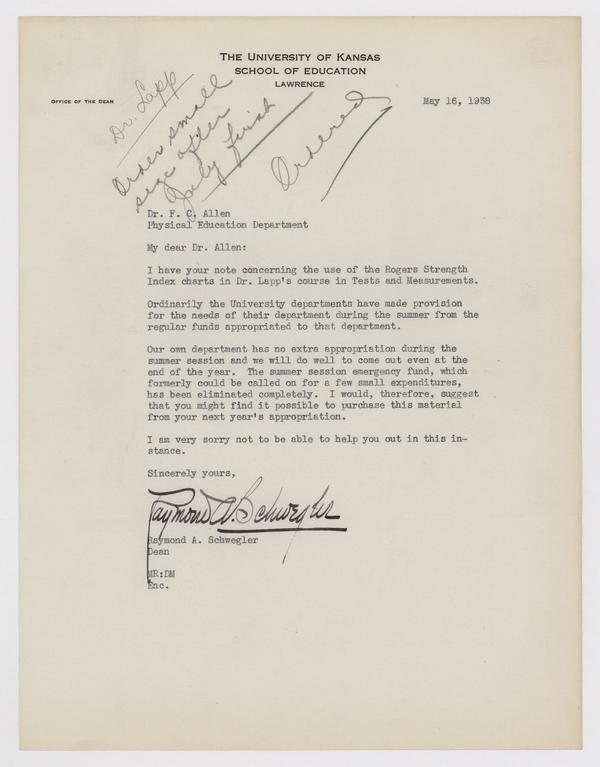 THE UNIVERSITY OF KANSAS
SCHOOL OF EDUCATION
LAWRENCE
OFFICE OF THE DEAN
May 16, 1938
Dr. Lapp
Order small
size after
July first
Ordered
Dr. F. C. Allen
Physical Education Department
My dear Dr. Allen:
I have your note concerning the use of the Rogers Strength
Index charts in Dr. Lapp's course in Tests and Measurements.
Ordinarily the University departments have made provision
for the needs of their department during the summer from the
regular funds appropriated to that department.
Our own department has no extra appropriation during the
summer session and we will do well to come out even at the
end of the year. The summer session emergency fund, which
formerly could be called on for a few small expenditures,
has been eliminated completely. I would, therefore, suggest
that you might find it possible to purchase this material
from your next year's appropriation.
I am very sorry not to be able to help you out in this in-
stance.
Sincerely yours,
Raymond A. Schwegler
Raymond A. Schwegler
Dean
MR:DM
Enc.